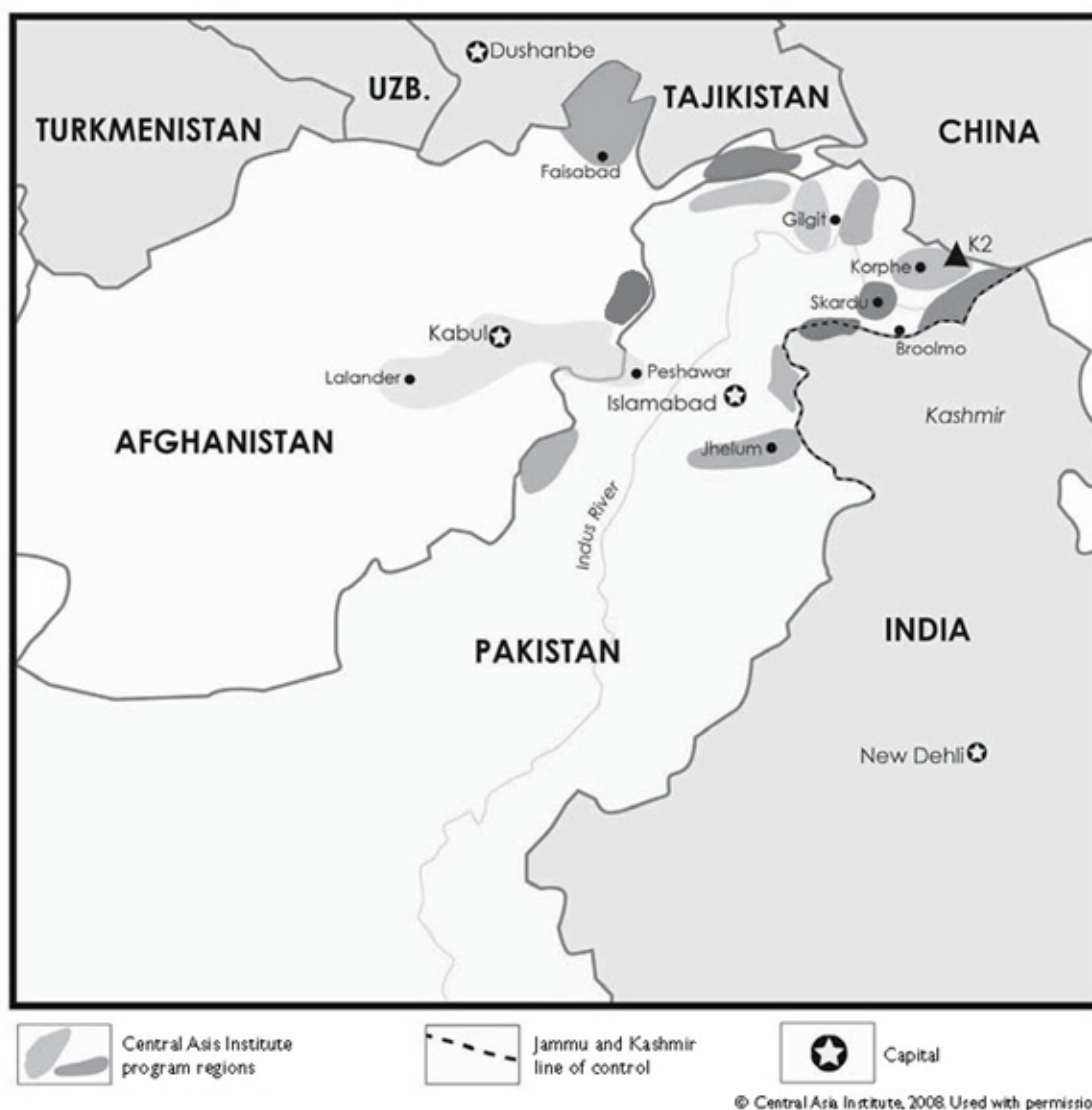 Dushanbe
UZB.
TAJIKISTAN
TURKMENISTAN
CHINA
Faisabad
Gilgit
K2
Korphe
Skardu
Kabul
Broolmo
Lalander
Peshawar
Islamabad
Kashmir
AFGHANISTAN
Jhelum
Indus River
INDIA
PAKISTAN
New Dehli
Central Asis Institute
program regions
Jammu and Kashmir
line of control
Capital
© Central Asia Institute, 2008. Used with permissio